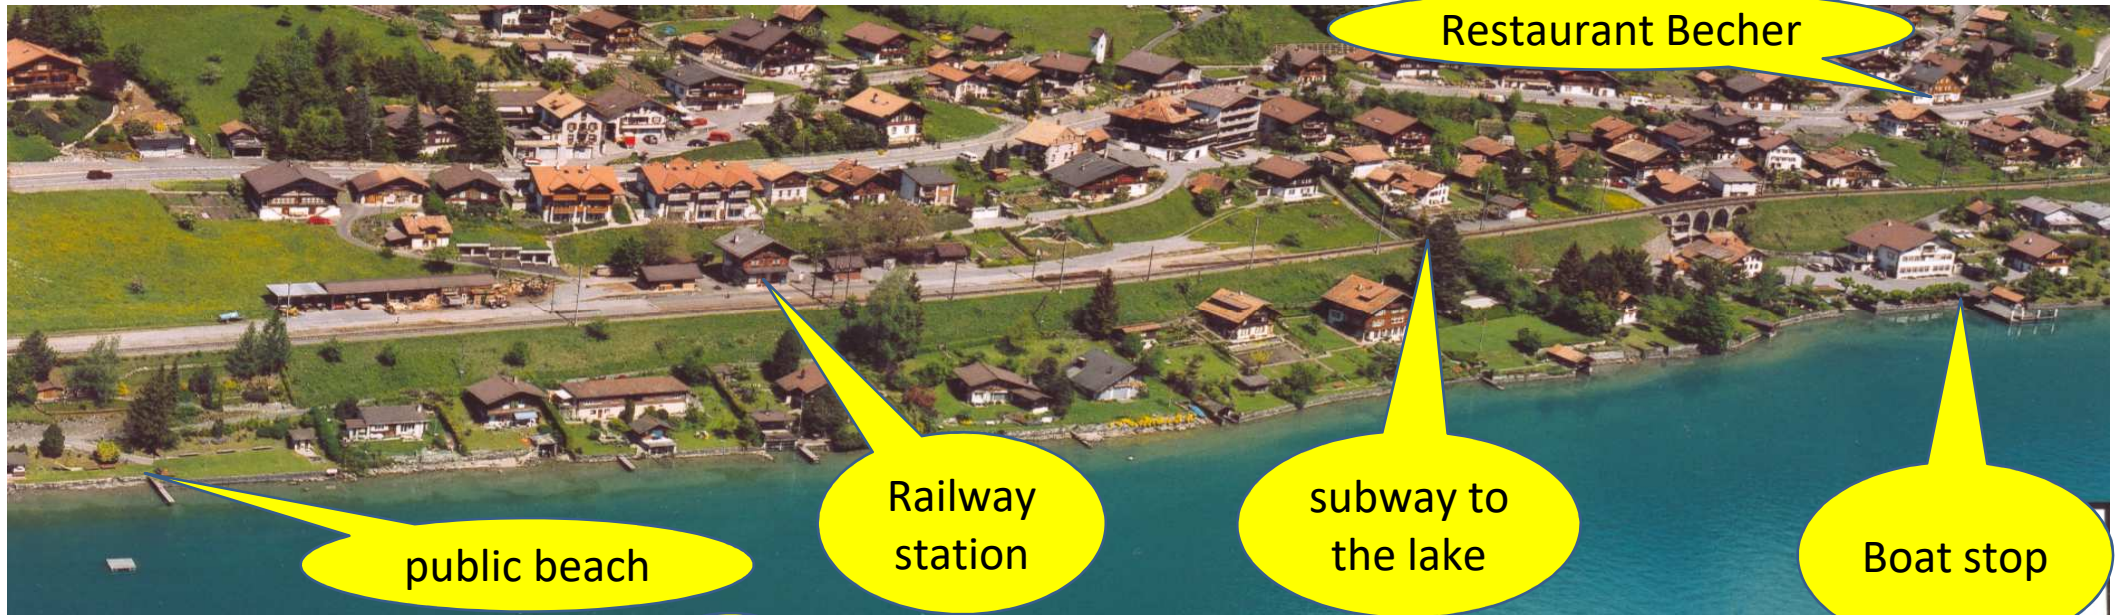 Restaurant Becher
public beach
Railway
station
subway to
the lake
Boat stop